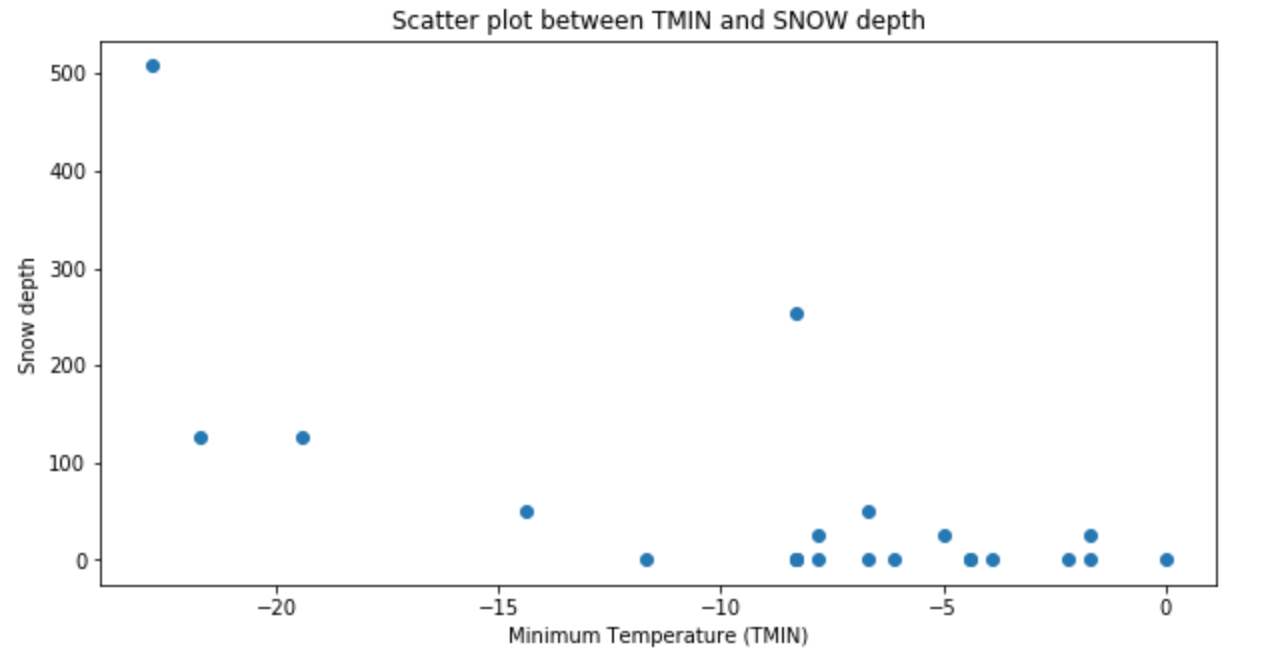 Scatter plot between TMIN and SNOW depth
500
400
300
200
100
0
Snow depth
−20 −15 −10 −5 0
Minimum Temperature (TMIN)